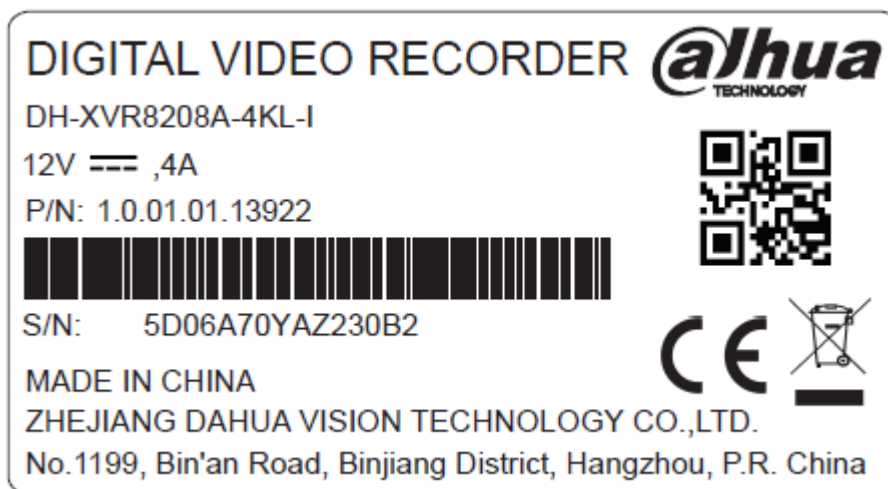 DIGITAL VIDEO RECORDER
alhua
TECHNOLOGY
DH-XVR8208A-4KL-I
12V ⎓ ,4A
P/N: 1.0.01.01.13922
S/N: 5D06A70YAZ230B2
CE
MADE IN CHINA
ZHEJIANG DAHUA VISION TECHNOLOGY CO.,LTD.
No.1199, Bin'an Road, Binjiang District, Hangzhou, P.R. China